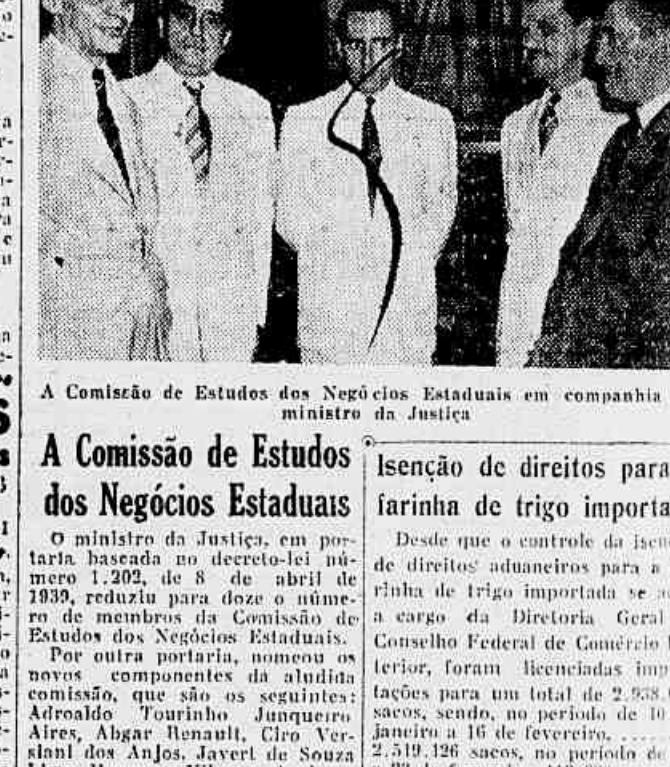 A Comissão de Estudos dos Negócios Estaduais em companhia
ministro da Justiça
A Comissão de Estudos
dos Negócios Estaduais
O ministro da Justiça, em por-
taria baseada no decreto-lei nú-
mero 1.202, de 8 de abril de
1939, reduziu para doze o núme-
ro de membros da Comissão de
Estudos dos Negócios Estaduais.
Por outra portaria, nomeou os
novos componentes da aludida
comissão, que são os seguintes:
Adroaldo Tourinho Junqueiro
Aires, Abgar Renault, Ciro Ver-
siani dos Anjos, Javert de Souza
Isenção de direitos para
farinha de trigo importa
Desde que o controle da isen
de direitos aduaneiros para a
rinha de trigo importada se a
a cargo da Diretoria Geral
Conselho Federal de Comércio
terior, foram licenciadas imp
tações para um total de 2.938.
sacos, sendo, no período de 10
janeiro a 16 de fevereiro, .....
2.519.126 sacos, no período de